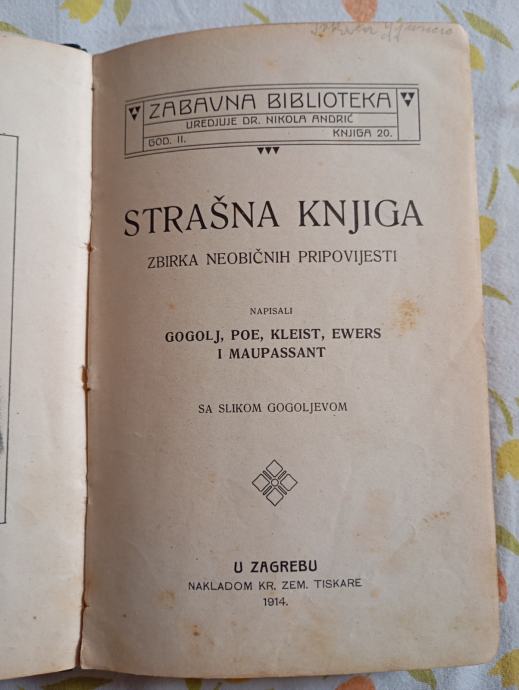 ZABAVNA BIBLIOTEKA
UREDJUJE DR. NIKOLA ANDRIĆ
GOD. II. KNJIGA 20.
STRAŠNA KNJIGA
ZBIRKA NEOBIČNIH PRIPOVIJESTI
NAPISALI
GOGOLJ, POE, KLEIST, EWERS
I MAUPASSANT
SA SLIKOM GOGOLJEVOM
U ZAGREBU
NAKLADOM KR. ZEM. TISKARE
1914.